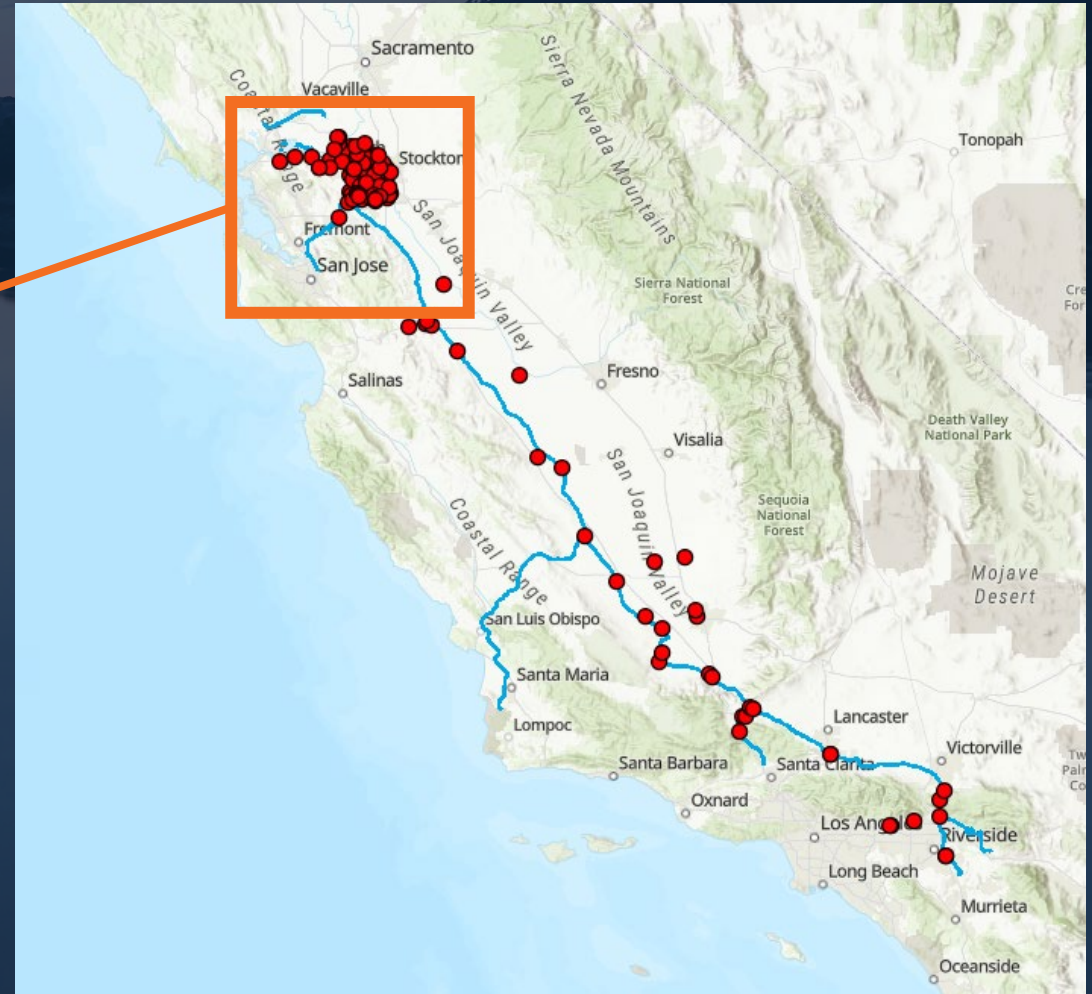 Sacramento
Coastal Range
Vacaville
Sierra Nevada Mountains
Tonopah
Stockton
Fremont
San Joaquin Valley
San Jose
Sierra National
Forest
Salinas
Fresno
Death Valley
National Park
Visalia
San Joaquin Valley
Sequoia
National
Forest
Coastal Range
Mojave
Desert
San Luis Obispo
Santa Maria
Lompoc
Lancaster
Victorville
Santa Barbara
Santa Clarita
Oxnard
Los Angeles
Riverside
Long Beach
Murrieta
Oceanside